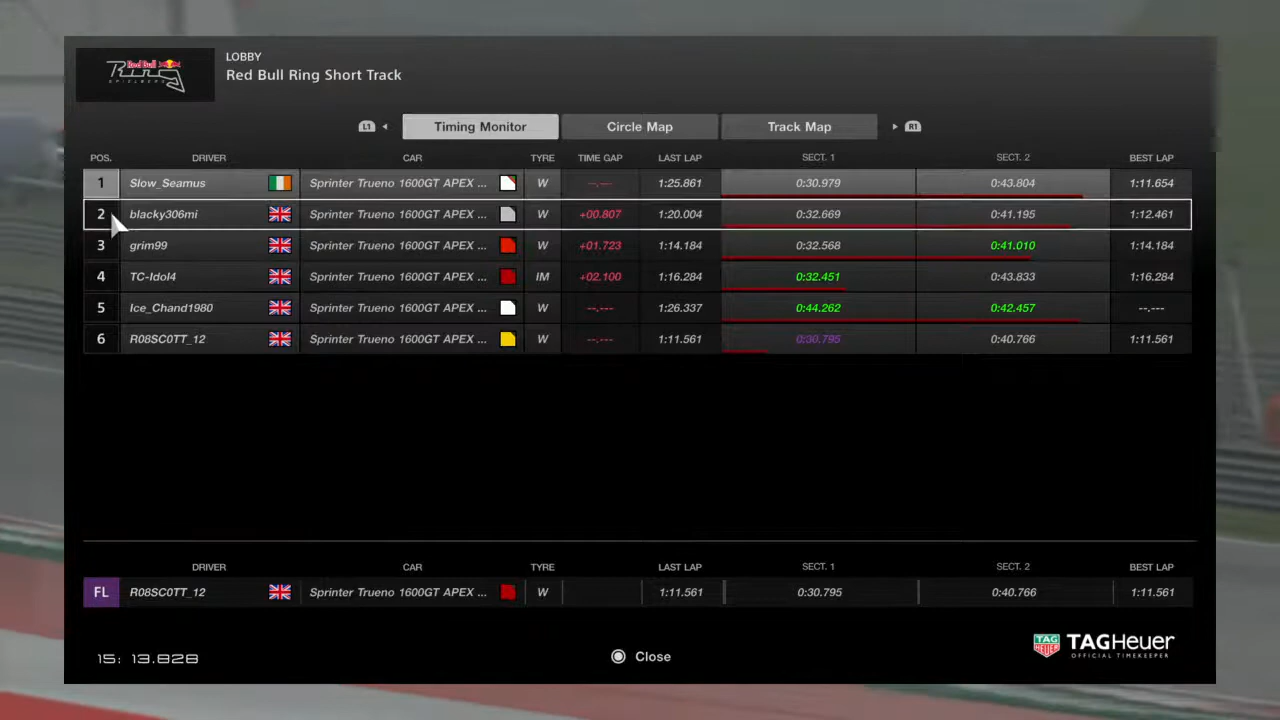 Red Bull
Ring
SPIELBERG
LOBBY
Red Bull Ring Short Track
L1 Timing Monitor Circle Map Track Map R1
POS. DRIVER CAR TYRE TIME GAP LAST LAP SECT. 1 SECT. 2 BEST LAP
1 Slow_Seamus Sprinter Trueno 1600GT APEX ... W --.--- 1:25.861 0:30.979 0:43.804 1:11.654
2 blacky306mi Sprinter Trueno 1600GT APEX ... W +00.807 1:20.004 0:32.669 0:41.195 1:12.461
3 grim99 Sprinter Trueno 1600GT APEX ... W +01.723 1:14.184 0:32.568 0:41.010 1:14.184
4 TC-Idol4 Sprinter Trueno 1600GT APEX ... IM +02.100 1:16.284 0:32.451 0:43.833 1:16.284
5 Ice_Chand1980 Sprinter Trueno 1600GT APEX ... W --.--- 1:26.337 0:44.262 0:42.457 --.---
6 R08SC0TT_12 Sprinter Trueno 1600GT APEX ... W --.--- 1:11.561 0:30.795 0:40.766 1:11.561
DRIVER CAR TYRE LAST LAP SECT. 1 SECT. 2 BEST LAP
FL R08SC0TT_12 Sprinter Trueno 1600GT APEX ... W 1:11.561 0:30.795 0:40.766 1:11.561
15: 13.828
Close
TAG HEUER TAGHeuer
OFFICIAL TIMEKEEPER